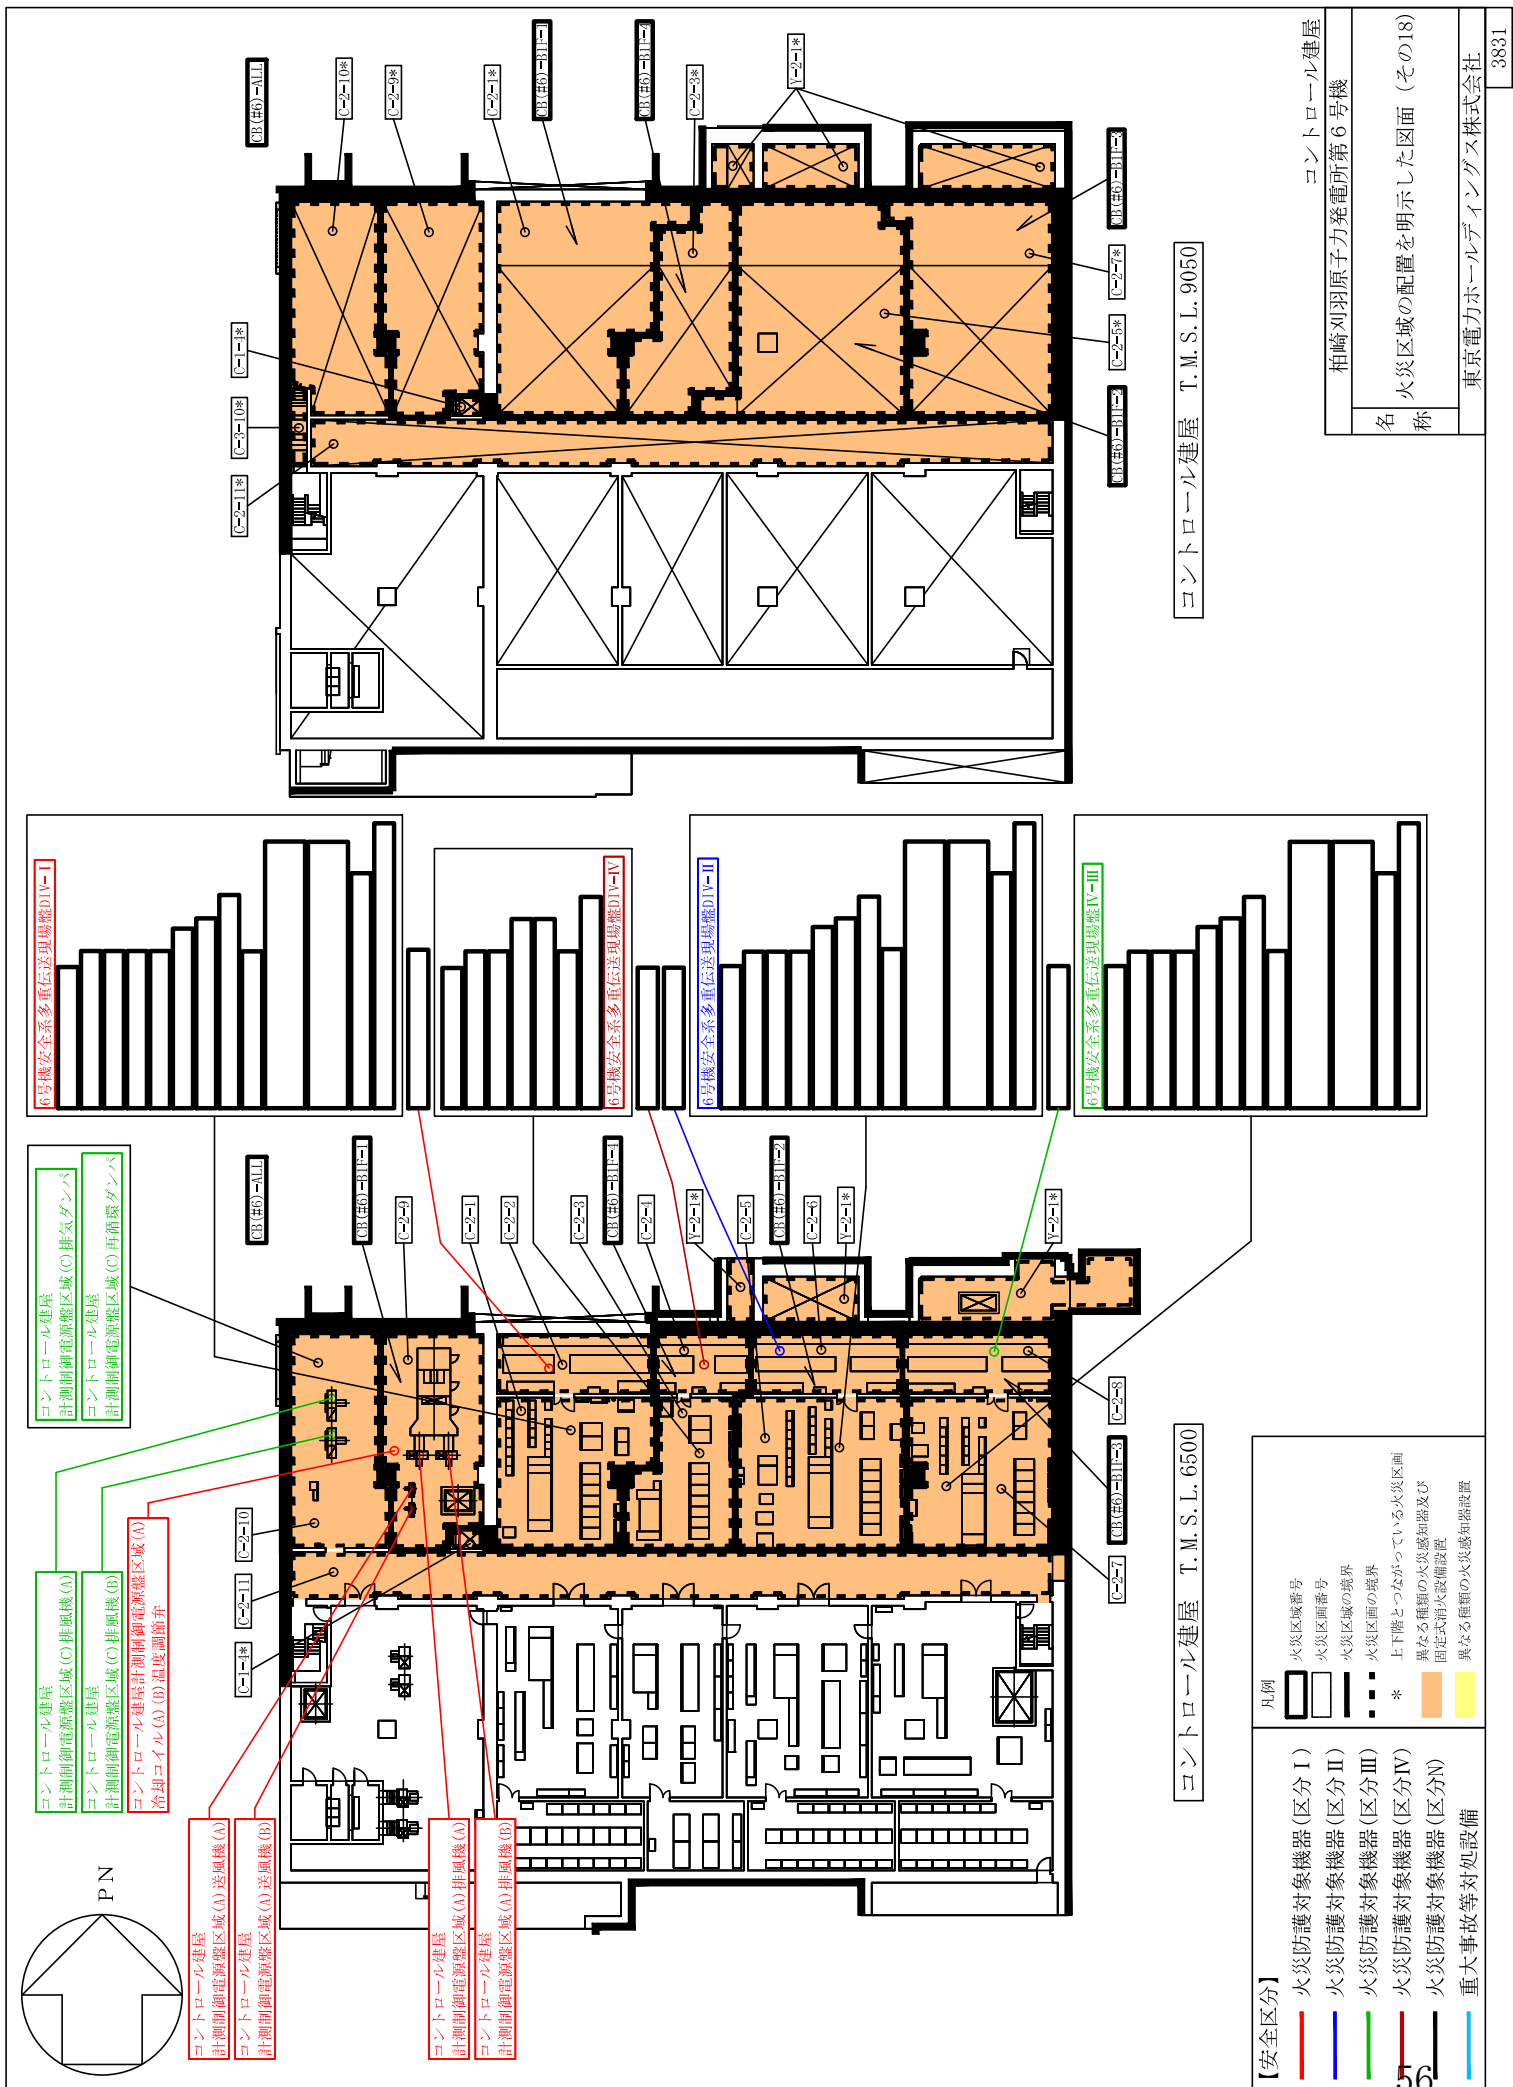 コントロール建屋
計測制御電源盤区域(C)排気ダンパ
コントロール建屋
計測制御電源盤区域(C)再循環ダンパ
コントロール建屋
計測制御電源盤区域(C)排風機(A)
コントロール建屋
計測制御電源盤区域(C)排風機(B)
コントロール建屋計測制御電源盤区域(A)
冷却コイル(A)(B)温度調節弁
コントロール建屋
計測制御電源盤区域(A)送風機(A)
コントロール建屋
計測制御電源盤区域(A)送風機(B)
コントロール建屋
計測制御電源盤区域(A)排風機(A)
コントロール建屋
計測制御電源盤区域(A)排風機(B)
PN
6号機安全系多重伝送現場盤DIV-Ⅰ
6号機安全系多重伝送現場盤DIV-Ⅳ
6号機安全系多重伝送現場盤DIV-Ⅱ
6号機安全系多重伝送現場盤IV-Ⅲ
C-1-4*
C-2-11
C-2-10
CB(#6)-ALL
CB(#6)-B1F-1
C-2-9
C-2-1
C-2-2
C-2-3
CB(#6)-B1F-4
C-2-4
Y-2-1*
C-2-5
CB(#6)-B1F-2
C-2-6
Y-2-1*
Y-2-1*
C-2-7
CB(#6)-B1F-3
C-2-8
コントロール建屋 T.M.S.L.6500
C-2-11*
C-3-10*
C-1-4*
CB(#6)-ALL
C-2-10*
C-2-9*
C-2-1*
CB(#6)-B1F-1
CB(#6)-B1F-4
C-2-3*
Y-2-1*
CB(#6)-B1F-2
C-2-5*
C-2-7*
CB(#6)-B1F-3
コントロール建屋 T.M.S.L.9050
【安全区分】
火災防護対象機器(区分Ⅰ)
火災防護対象機器(区分Ⅱ)
火災防護対象機器(区分Ⅲ)
火災防護対象機器(区分Ⅳ)
火災防護対象機器(区分N)
重大事故等対処設備
凡例
火災区域番号
火災区画番号
火災区域の境界
火災区画の境界
* 上下階とつながっている火災区画
異なる種類の火災感知器及び
固定式消火設備設置
異なる種類の火災感知器設置
コントロール建屋
柏崎刈羽原子力発電所第6号機
名称
火災区域の配置を明示した図面(その18)
東京電力ホールディングス株式会社
3831
56